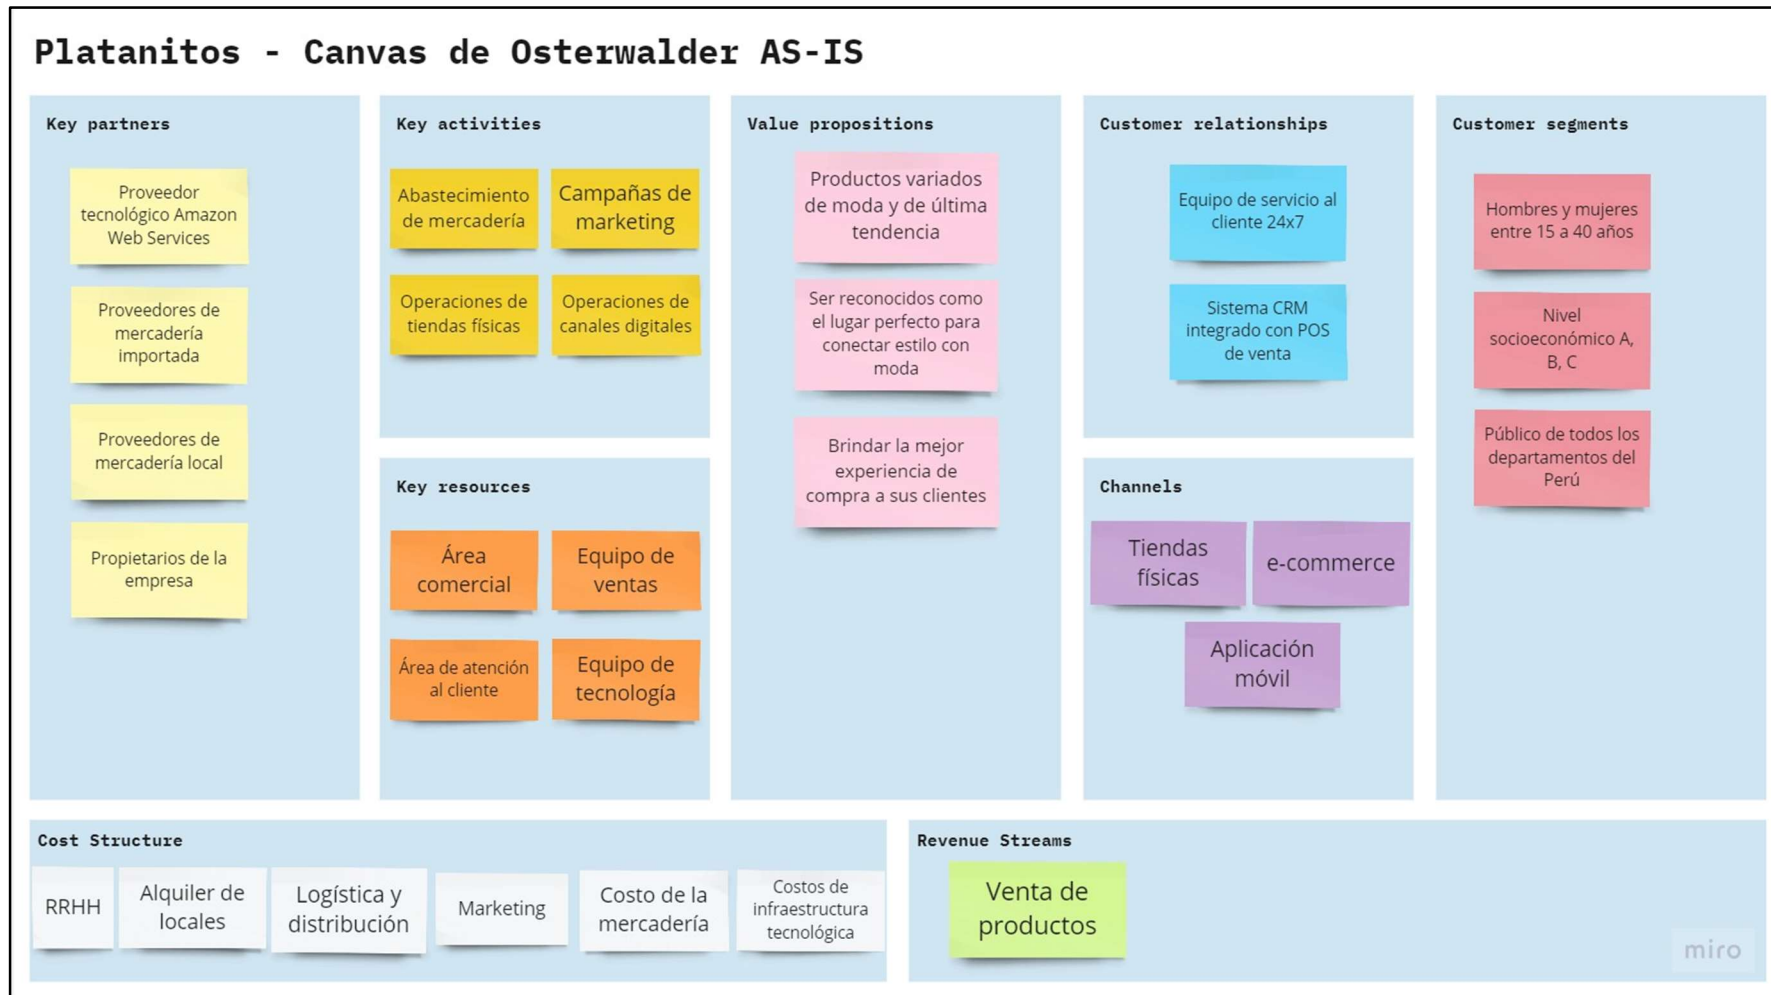 Platanitos - Canvas de Osterwalder AS-IS
Key partners
Proveedor
tecnológico Amazon
Web Services
Proveedores de
mercadería
importada
Proveedores de
mercadería local
Propietarios de la
empresa
Key activities
Abastecimiento
de mercadería
Campañas de
marketing
Operaciones de
tiendas físicas
Operaciones de
canales digitales
Key resources
Área
comercial
Equipo de
ventas
Área de atención
al cliente
Equipo de
tecnología
Value propositions
Productos variados
de moda y de última
tendencia
Ser reconocidos como
el lugar perfecto para
conectar estilo con
moda
Brindar la mejor
experiencia de
compra a sus clientes
Customer relationships
Equipo de servicio al
cliente 24x7
Sistema CRM
integrado con POS
de venta
Channels
Tiendas
físicas
e-commerce
Aplicación
móvil
Customer segments
Hombres y mujeres
entre 15 a 40 años
Nivel
socioeconómico A,
B, C
Público de todos los
departamentos del
Perú
Cost Structure
RRHH
Alquiler de
locales
Logística y
distribución
Marketing
Costo de la
mercadería
Costos de
infraestructura
tecnológica
Revenue Streams
Venta de
productos
miro